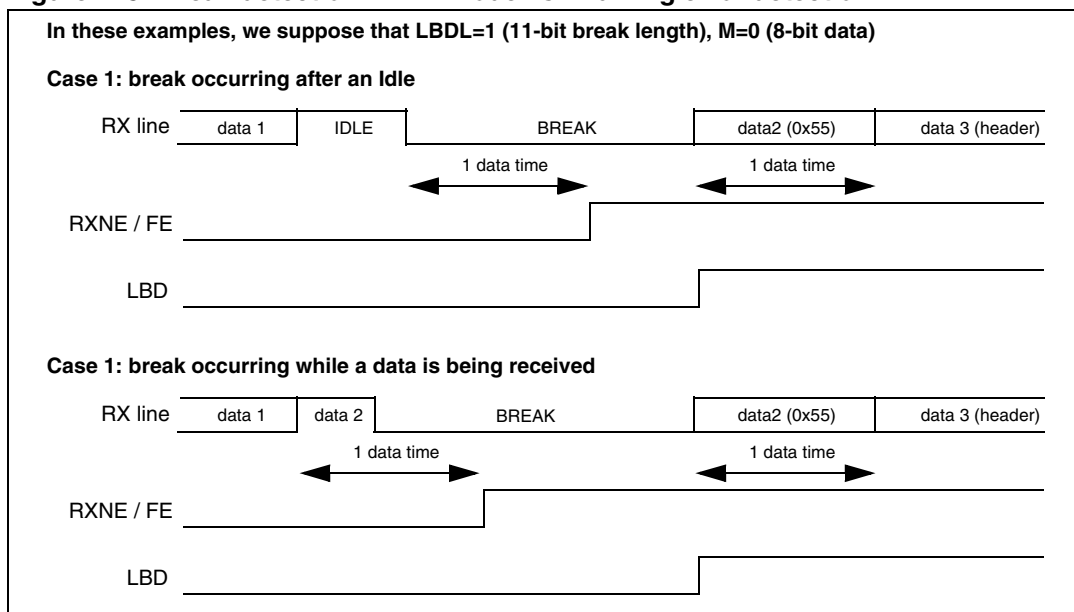 In these examples, we suppose that LBDL=1 (11-bit break length), M=0 (8-bit data)
Case 1: break occurring after an Idle
RX line data 1 IDLE BREAK data2 (0x55) data 3 (header)
1 data time 1 data time
RXNE / FE
LBD
Case 1: break occurring while a data is being received
RX line data 1 data 2 BREAK data2 (0x55) data 3 (header)
1 data time 1 data time
RXNE / FE
LBD